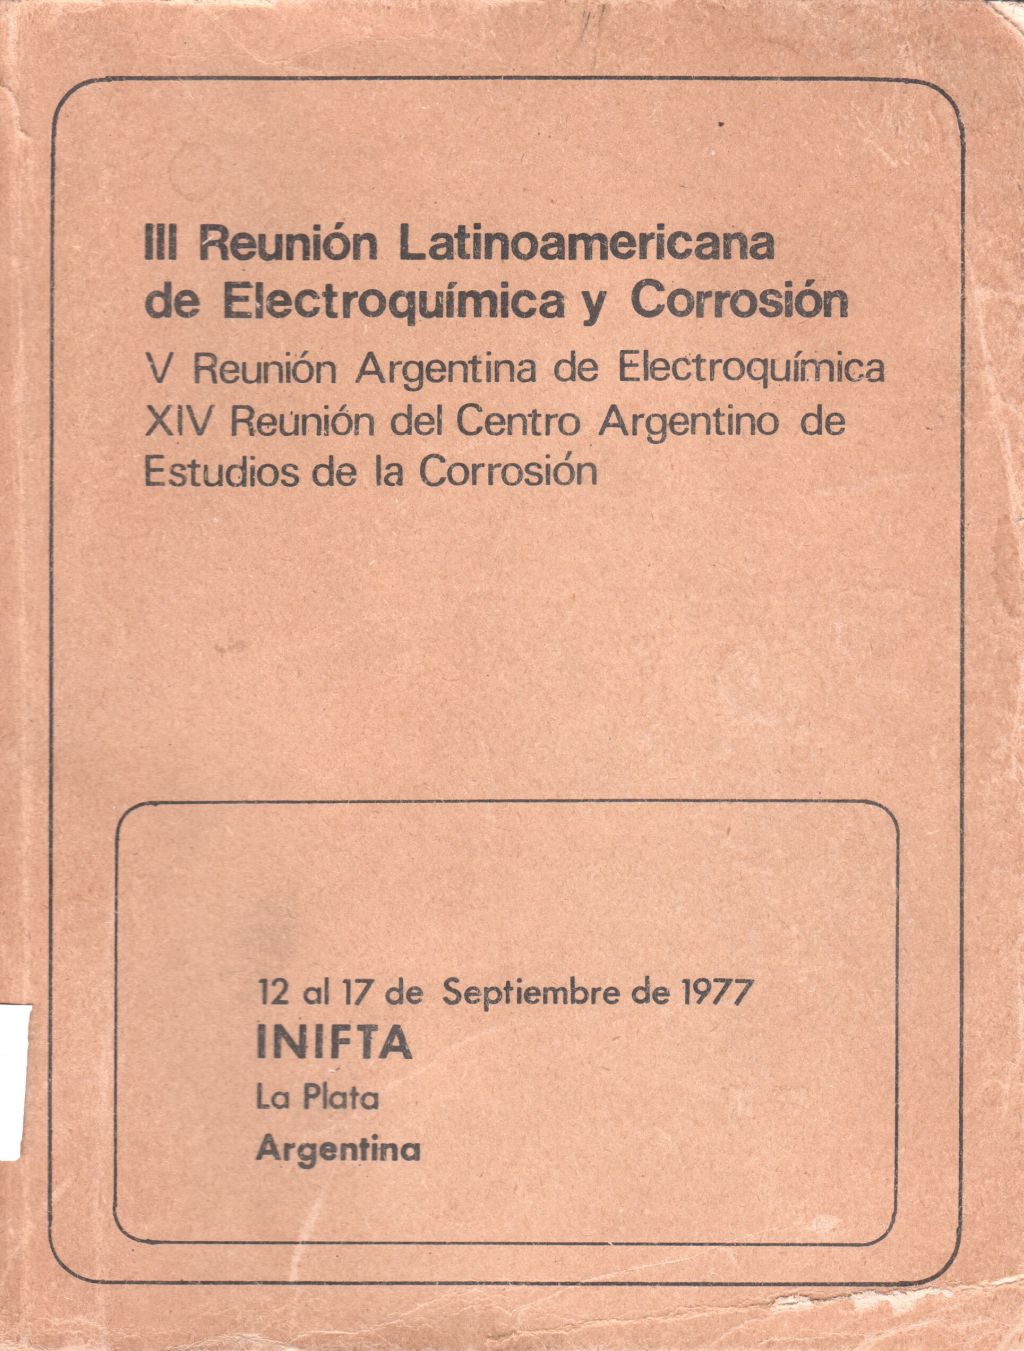 III Reunión Latinoamericana
de Electroquímica y Corrosión
V Reunión Argentina de Electroquímica
XIV Reunión del Centro Argentino de
Estudios de la Corrosión
12 al 17 de Septiembre de 1977
INIFTA
La Plata
Argentina